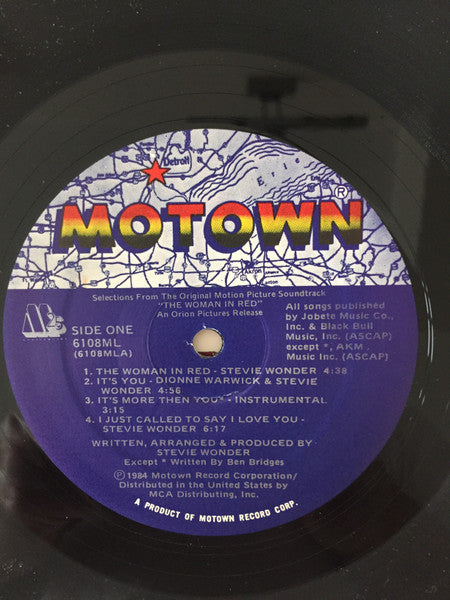 Detroit
Erie
MOTOWN®
Selections From The Original Motion Picture Soundtrack
"THE WOMAN IN RED"
An Orion Pictures Release
SIDE ONE
6108ML
(6108MLA)
All songs published
by Jobete Music Co.,
Inc. & Black Bull
Music, Inc. (ASCAP)
except *, AKM,
Music Inc. (ASCAP)
1. THE WOMAN IN RED - STEVIE WONDER 4:38
2. IT'S YOU - DIONNE WARWICK & STEVIE
WONDER 4:56
3. IT'S MORE THEN YOU* - INSTRUMENTAL
3:15
4. I JUST CALLED TO SAY I LOVE YOU -
STEVIE WONDER 6:17
WRITTEN, ARRANGED & PRODUCED BY
STEVIE WONDER
Except * Written By Ben Bridges
℗ 1984 Motown Record Corporation/
Distributed in the United States by
MCA Distributing, Inc.
A PRODUCT OF MOTOWN RECORD CORP.